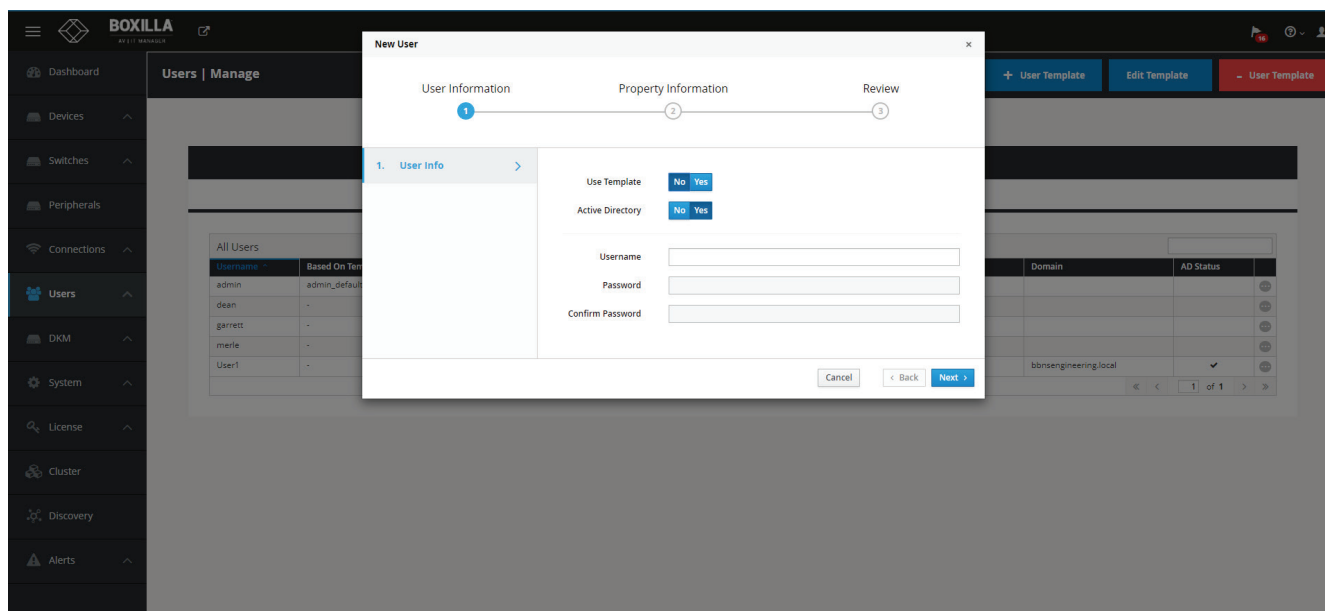 BOXILLA
AV | IT MANAGER
16
Dashboard
Devices
Switches
Peripherals
Connections
Users
DKM
System
License
Cluster
Discovery
Alerts
Users | Manage
+ User Template
Edit Template
- User Template
New User
×
User Information
Property Information
Review
1
2
3
1. User Info
Use Template
No Yes
Active Directory
No Yes
Username
Password
Confirm Password
Cancel
< Back
Next >
All Users
Username
Based On Tem
Domain
AD Status
admin
admin_default
dean
-
garrett
-
merle
-
User1
-
bbnsengineering.local
1 of 1